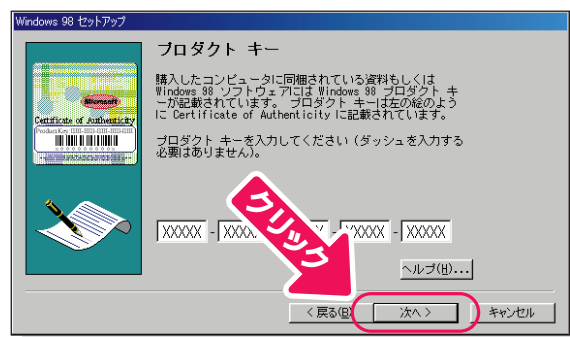 Windows 98 セットアップ
プロダクト キー
Microsoft
Certificate of Authenticity
購入したコンピュータに同梱されている資料もしくは
Windows 98 ソフトウェアには Windows 98 プロダクト キ
ーが記載されています。 プロダクト キーは左の絵のよう
に Certificate of Authenticity に記載されています。
プロダクト キーを入力してください (ダッシュを入力する
必要はありません)。
XXXXX - XXXX - X - XXXXX - XXXXX
クリック
ヘルプ(H)...
< 戻る(B)
次へ >
キャンセル